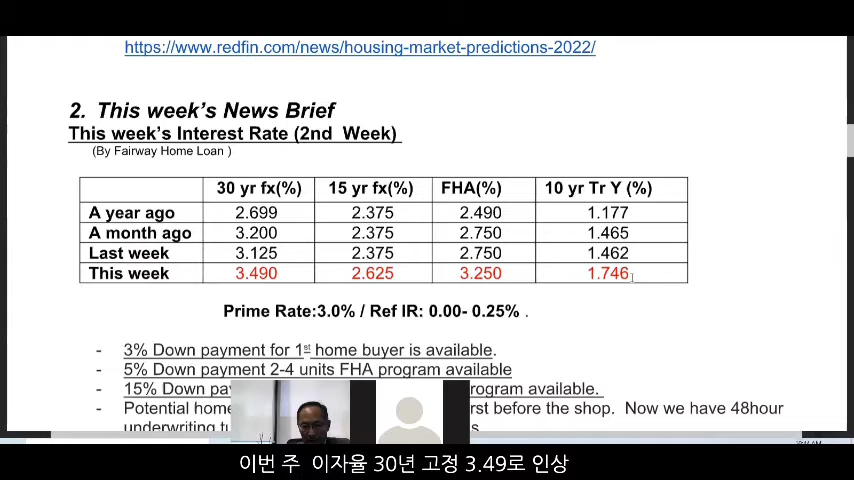 https://www.redfin.com/news/housing-market-predictions-2022/
2. This week's News Brief
This week's Interest Rate (2nd Week)
(By Fairway Home Loan )
30 yr fx(%) 15 yr fx(%) FHA(%) 10 yr Tr Y (%)
A year ago 2.699 2.375 2.490 1.177
A month ago 3.200 2.375 2.750 1.465
Last week 3.125 2.375 2.750 1.462
This week 3.490 2.625 3.250 1.746
Prime Rate:3.0% / Ref IR: 0.00- 0.25% .
- 3% Down payment for 1st home buyer is available.
- 5% Down payment 2-4 units FHA program available
- 15% Down program available.
- Potential before the shop. Now we have 48hour
underwriting
이번 주 이자율 30년 고정 3.49로 인상